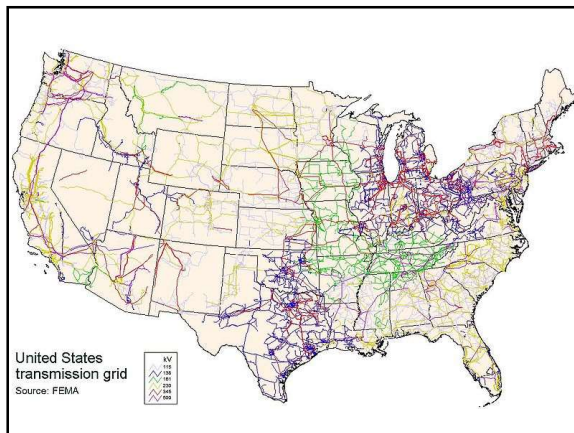 United States
transmission grid
Source: FEMA
kV
115
138
161
230
345
500